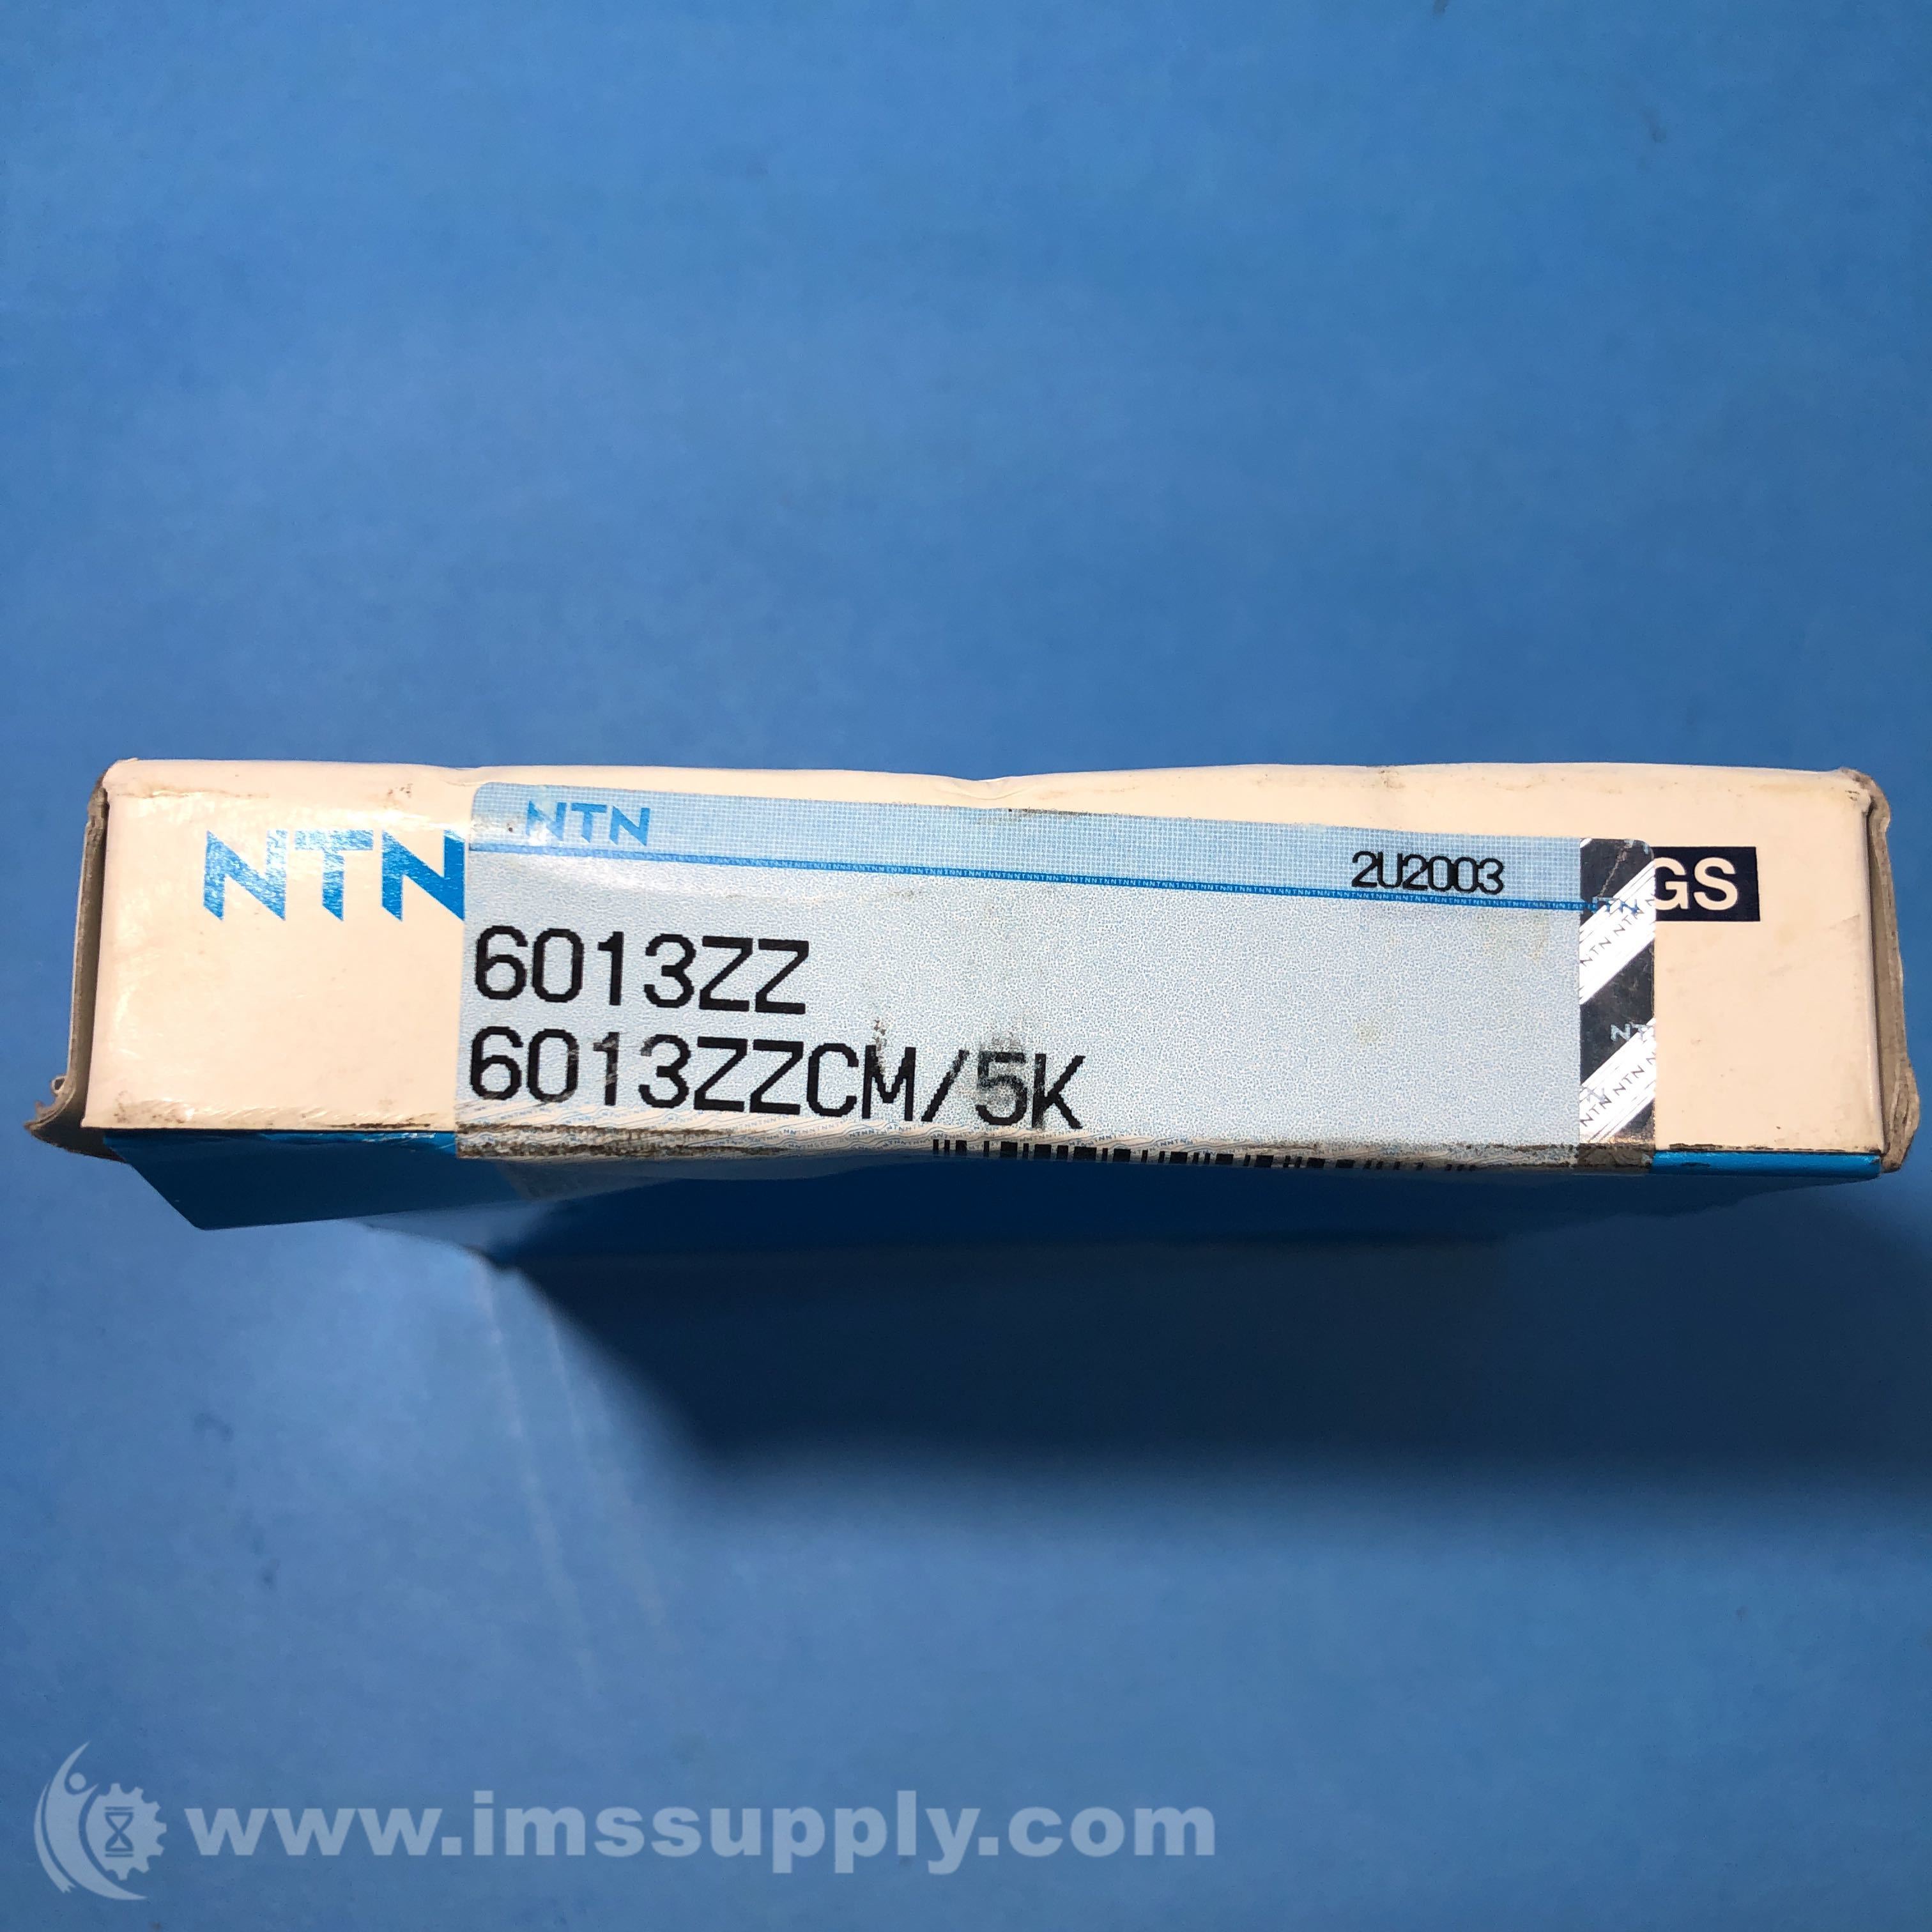 NTN
NTN
2U2003
GS
6013ZZ
6013ZZCM/5K
www.imssupply.com